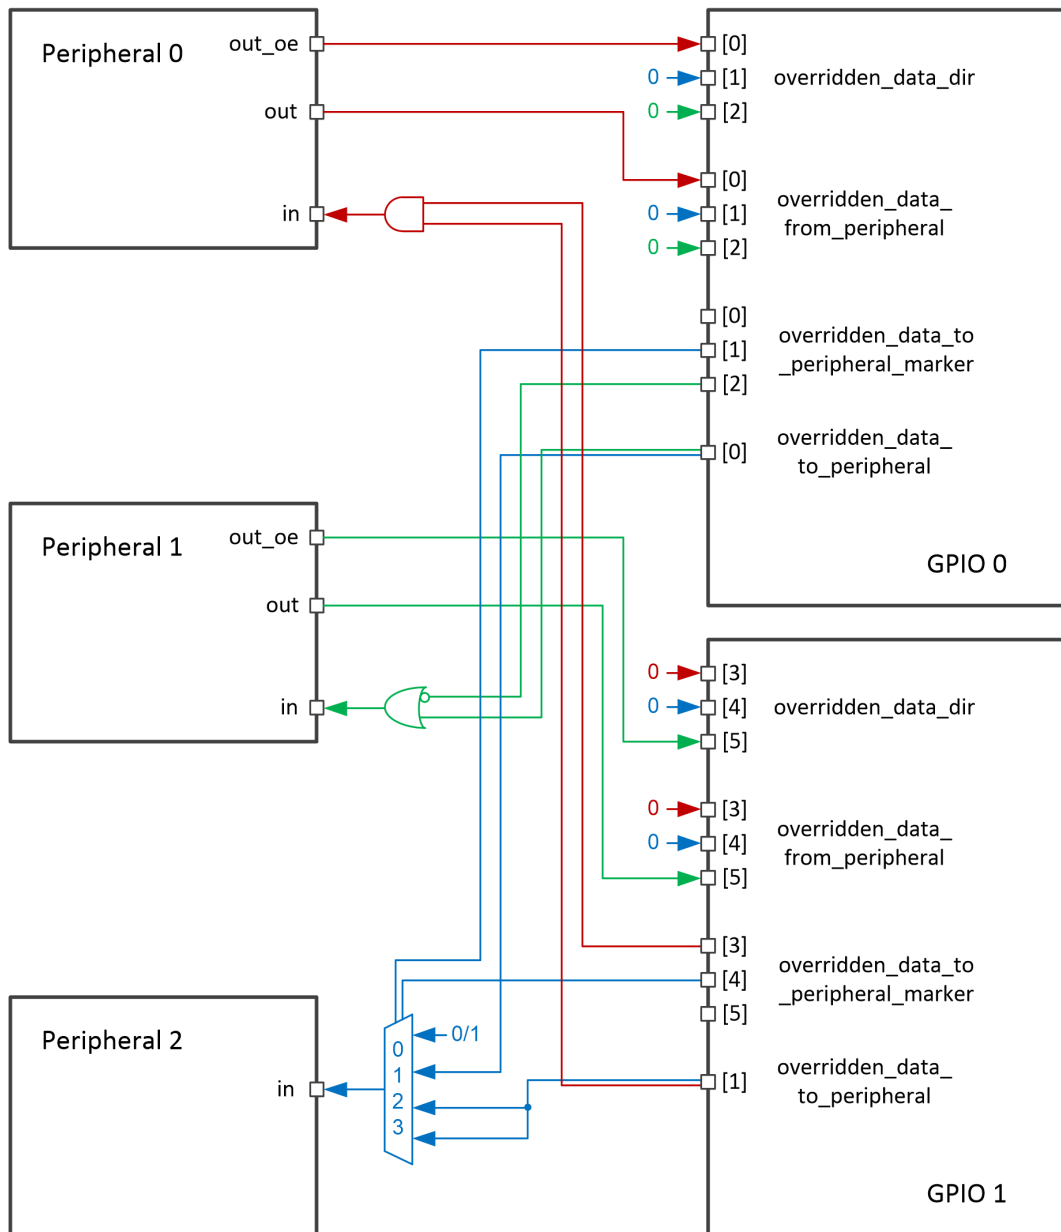 Peripheral 0
out_oe
out
in
[0]
0
[1]
overridden_data_dir
0
[2]
[0]
0
[1]
overridden_data_
from_peripheral
0
[2]
[0]
[1]
overridden_data_to
_peripheral_marker
[2]
[0]
overridden_data_
to_peripheral
GPIO 0
Peripheral 1
out_oe
out
in
0
[3]
0
[4]
overridden_data_dir
[5]
0
[3]
0
[4]
overridden_data_
from_peripheral
[5]
[3]
[4]
overridden_data_to
_peripheral_marker
[5]
[1]
overridden_data_
to_peripheral
GPIO 1
Peripheral 2
in
0
1
2
3
0/1